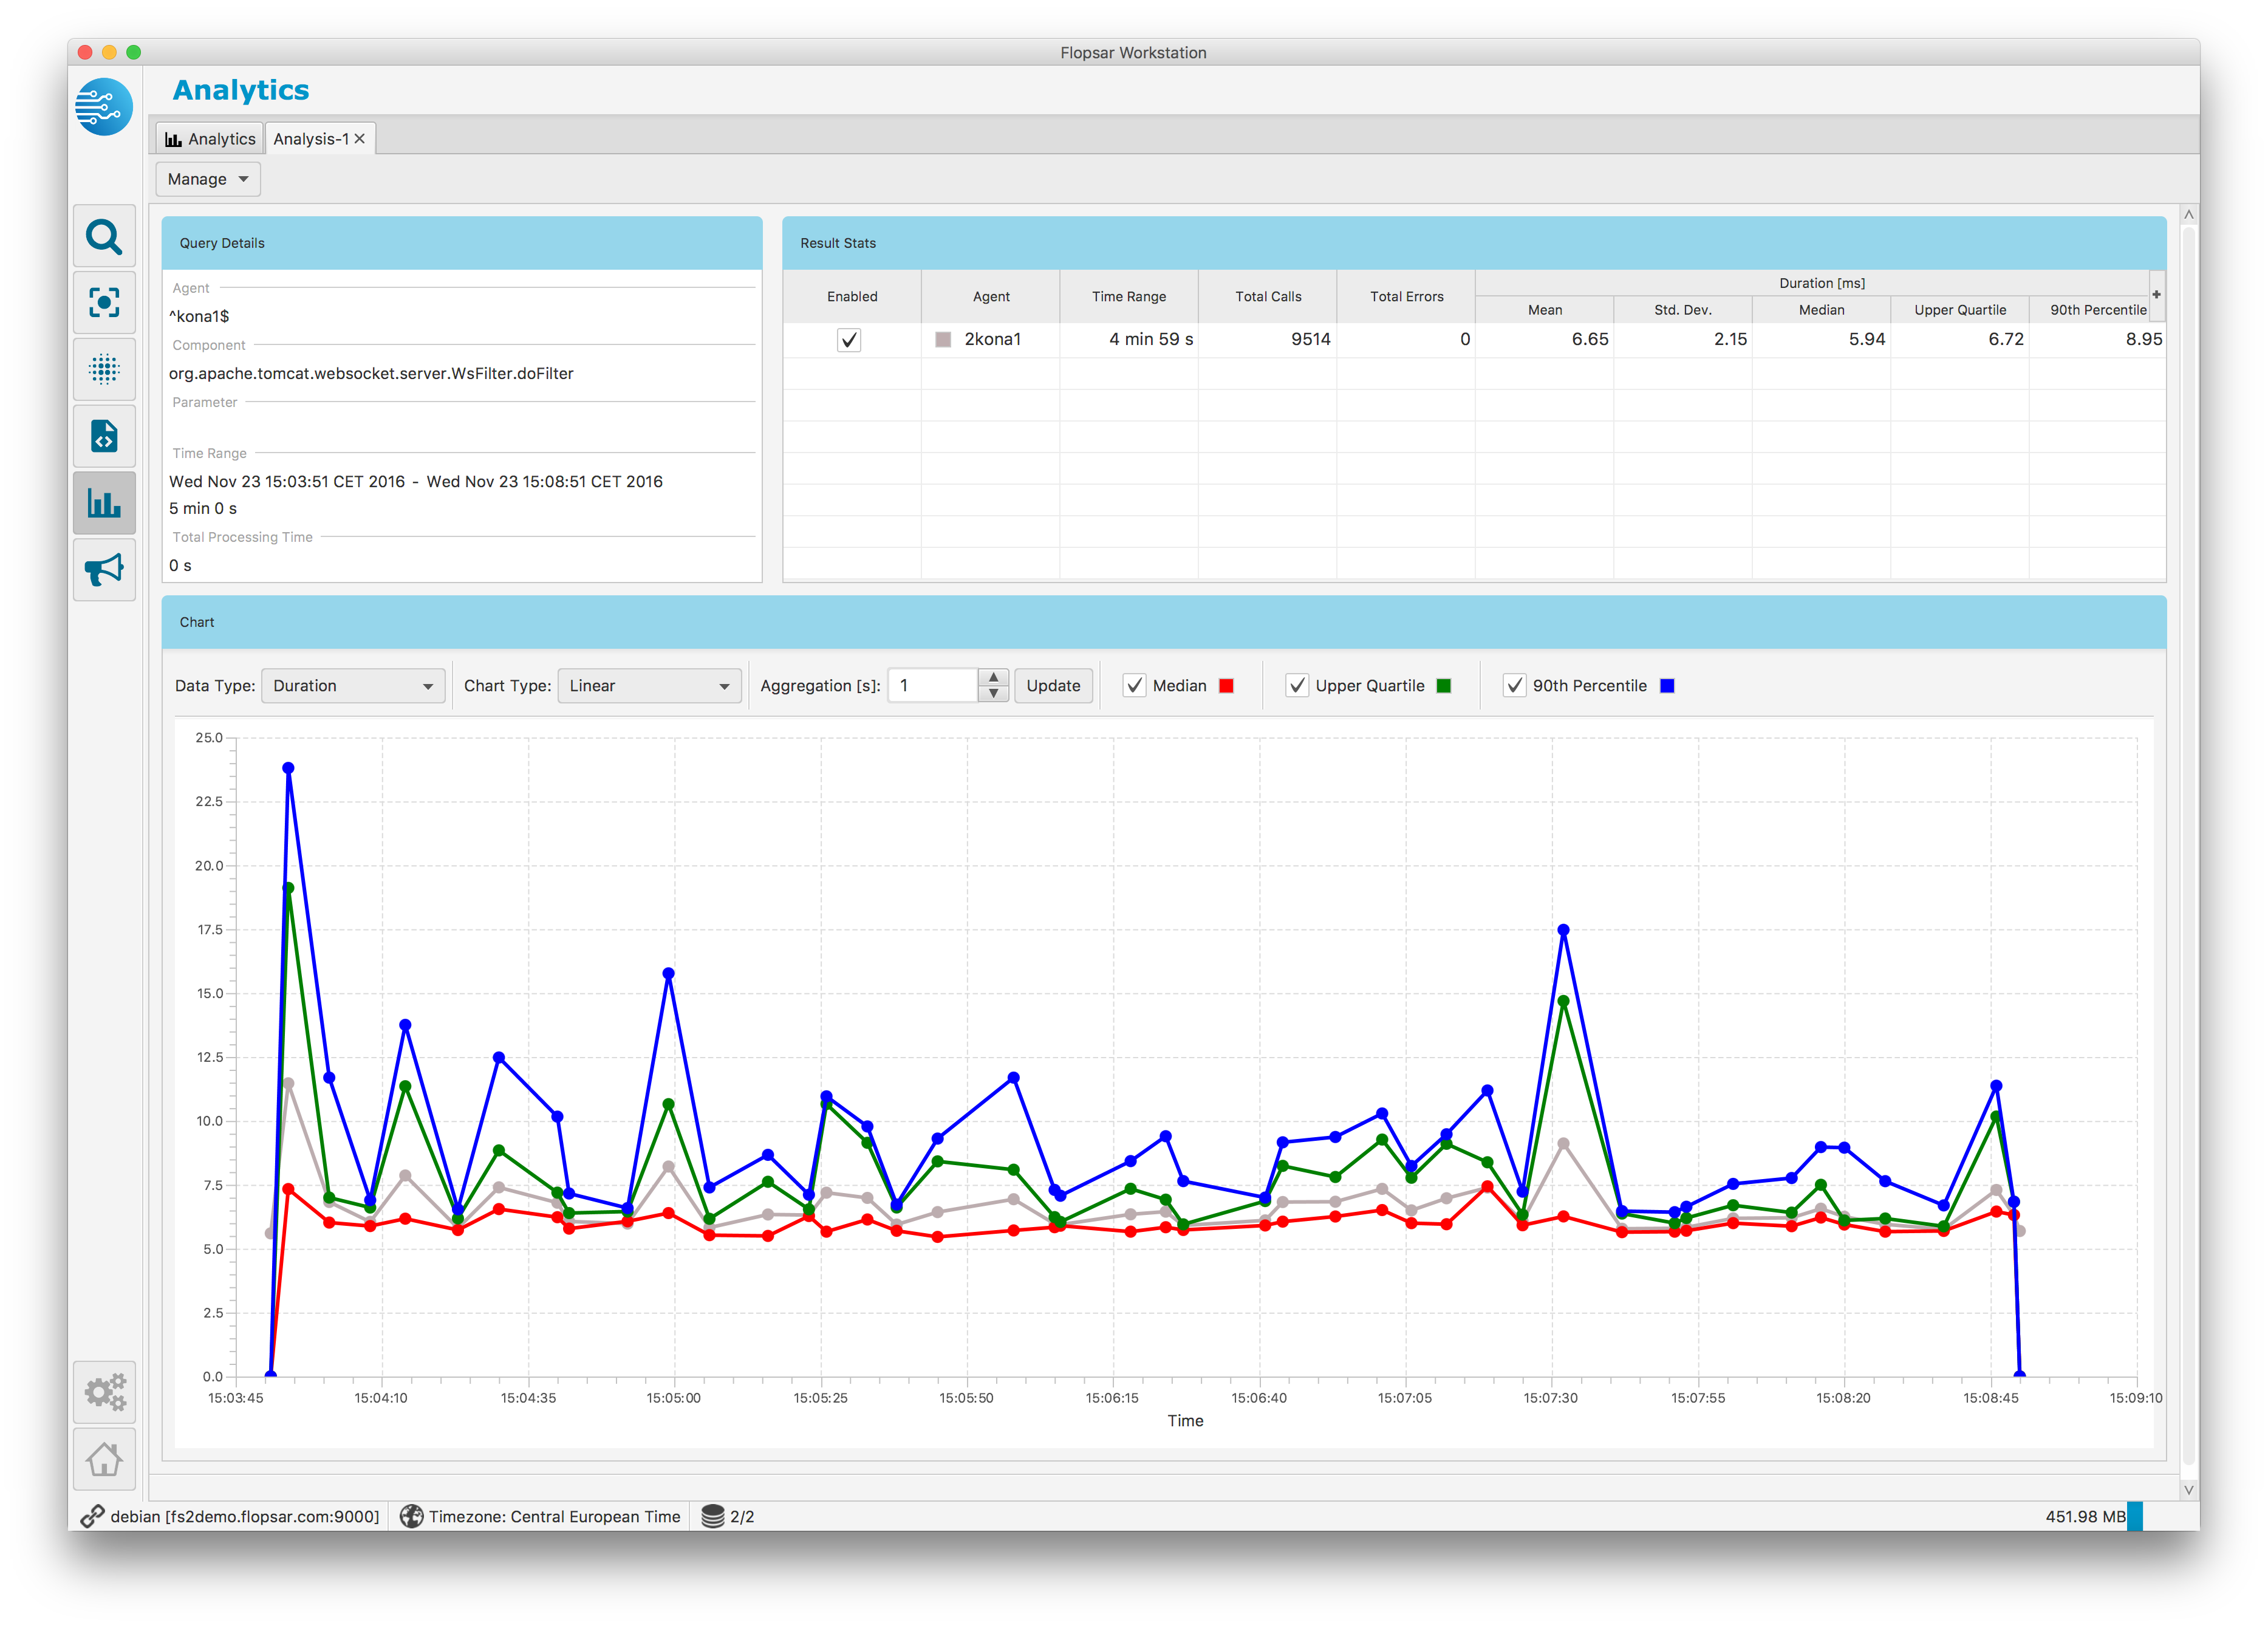 Flopsar Workstation
Analytics
Analytics
Analysis-1
Manage
Query Details
Agent
^kona1$
Component
org.apache.tomcat.websocket.server.WsFilter.doFilter
Parameter
Time Range
Wed Nov 23 15:03:51 CET 2016 - Wed Nov 23 15:08:51 CET 2016
5 min 0 s
Total Processing Time
0 s
Result Stats
Enabled Agent Time Range Total Calls Total Errors Duration [ms] +
Mean Std. Dev. Median Upper Quartile 90th Percentile
2kona1 4 min 59 s 9514 0 6.65 2.15 5.94 6.72 8.95
Chart
Data Type: Duration Chart Type: Linear Aggregation [s]: 1 Update Median Upper Quartile 90th Percentile
25.0
22.5
20.0
17.5
15.0
12.5
10.0
7.5
5.0
2.5
0.0
15:03:45 15:04:10 15:04:35 15:05:00 15:05:25 15:05:50 15:06:15 15:06:40 15:07:05 15:07:30 15:07:55 15:08:20 15:08:45 15:09:10
Time
debian [fs2demo.flopsar.com:9000] Timezone: Central European Time 2/2 451.98 MB